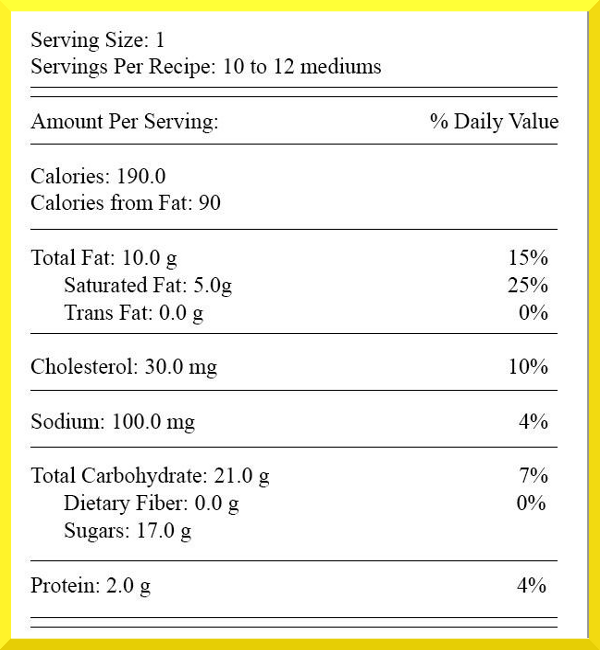 Serving Size: 1
Servings Per Recipe: 10 to 12 mediums
Amount Per Serving: % Daily Value
Calories: 190.0
Calories from Fat: 90
Total Fat: 10.0 g 15%
Saturated Fat: 5.0g 25%
Trans Fat: 0.0 g 0%
Cholesterol: 30.0 mg 10%
Sodium: 100.0 mg 4%
Total Carbohydrate: 21.0 g 7%
Dietary Fiber: 0.0 g 0%
Sugars: 17.0 g
Protein: 2.0 g 4%